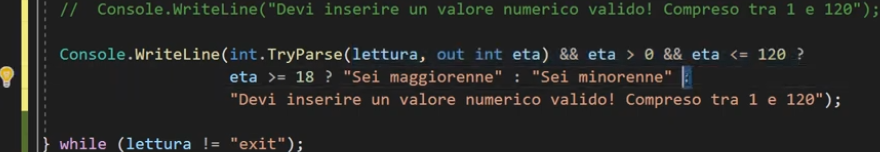 //  Console.WriteLine("Devi inserire un valore numerico valido! Compreso tra 1 e 120");
Console.WriteLine(int.TryParse(lettura, out int eta) && eta > 0 && eta <= 120 ?
eta >= 18 ? "Sei maggiorenne" : "Sei minorenne" :
"Devi inserire un valore numerico valido! Compreso tra 1 e 120");
} while (lettura != "exit");